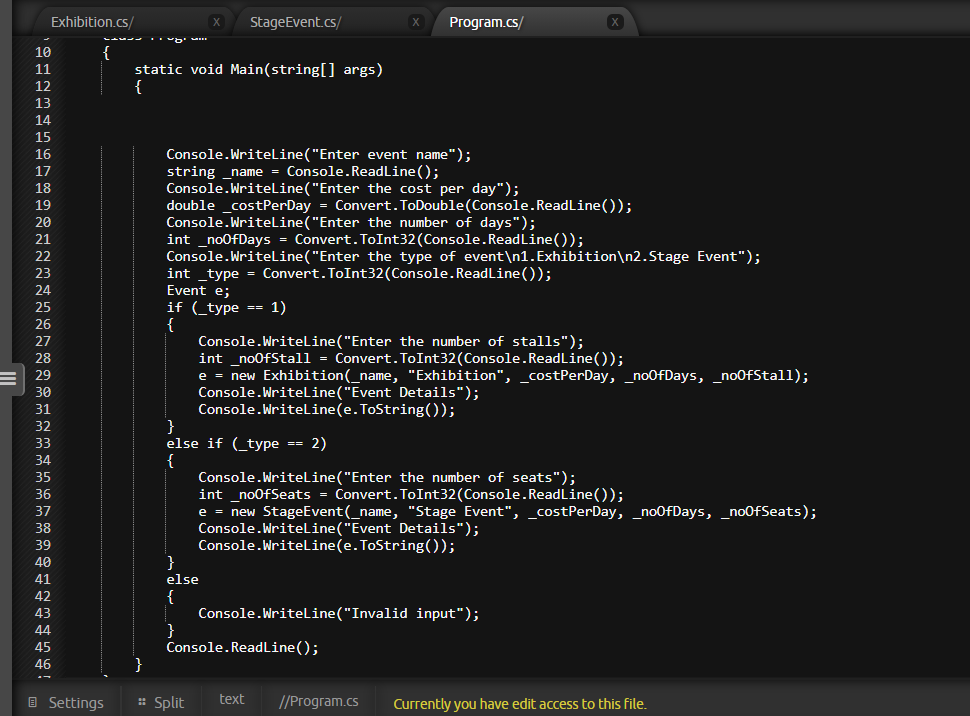 Exhibition.cs/ X StageEvent.cs/ X Program.cs/ X
9 class Program
10 {
11 static void Main(string[] args)
12 {
13
14
15
16 Console.WriteLine("Enter event name");
17 string _name = Console.ReadLine();
18 Console.WriteLine("Enter the cost per day");
19 double _costPerDay = Convert.ToDouble(Console.ReadLine());
20 Console.WriteLine("Enter the number of days");
21 int _noOfDays = Convert.ToInt32(Console.ReadLine());
22 Console.WriteLine("Enter the type of event\n1.Exhibition\n2.Stage Event");
23 int _type = Convert.ToInt32(Console.ReadLine());
24 Event e;
25 if (_type == 1)
26 {
27 Console.WriteLine("Enter the number of stalls");
28 int _noOfStall = Convert.ToInt32(Console.ReadLine());
29 e = new Exhibition(_name, "Exhibition", _costPerDay, _noOfDays, _noOfStall);
30 Console.WriteLine("Event Details");
31 Console.WriteLine(e.ToString());
32 }
33 else if (_type == 2)
34 {
35 Console.WriteLine("Enter the number of seats");
36 int _noOfSeats = Convert.ToInt32(Console.ReadLine());
37 e = new StageEvent(_name, "Stage Event", _costPerDay, _noOfDays, _noOfSeats);
38 Console.WriteLine("Event Details");
39 Console.WriteLine(e.ToString());
40 }
41 else
42 {
43 Console.WriteLine("Invalid input");
44 }
45 Console.ReadLine();
46 }
Settings Split text //Program.cs Currently you have edit access to this file.